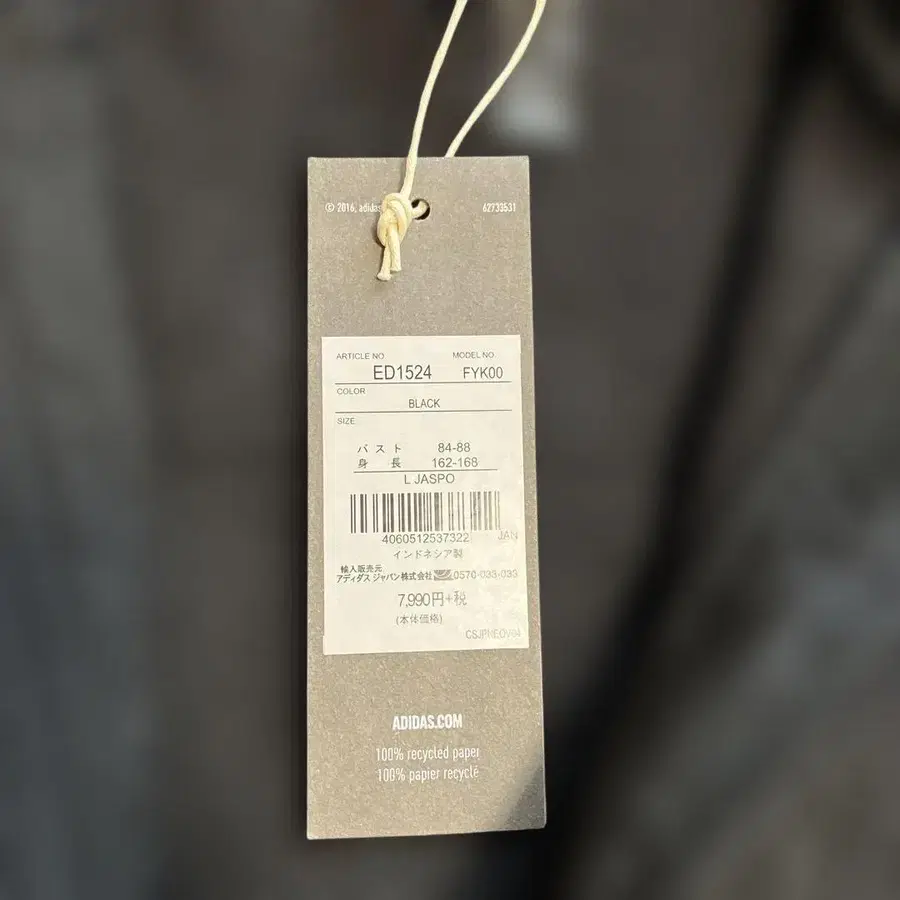 © 2016, adidas 62733531
ARTICLE NO MODEL NO.
ED1524 FYK00
COLOR
BLACK
SIZE
バスト 84-88
身長 162-168
L JASPO
4060512537322 JAN
インドネシア製
輸入販売元
アディダス ジャパン株式会社 0570-033-033
7,990円+税
(本体価格)
ADIDAS.COM
100% recycled paper
100% papier recyclé